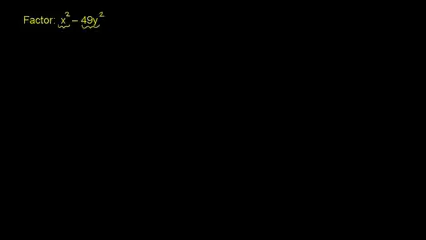 Factor: x² – 49y²